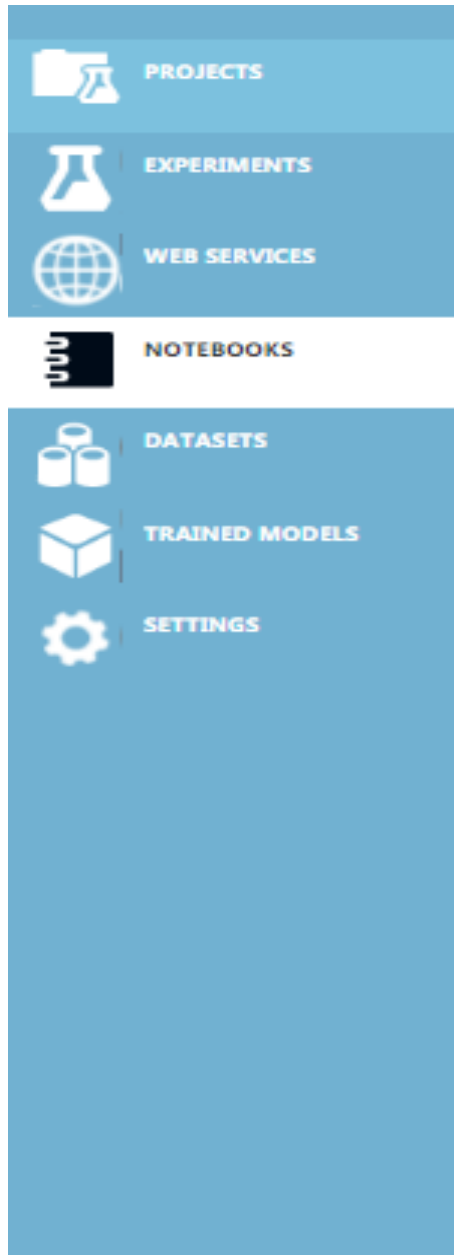 PROJECTS
EXPERIMENTS
WEB SERVICES
NOTEBOOKS
DATASETS
TRAINED MODELS
SETTINGS